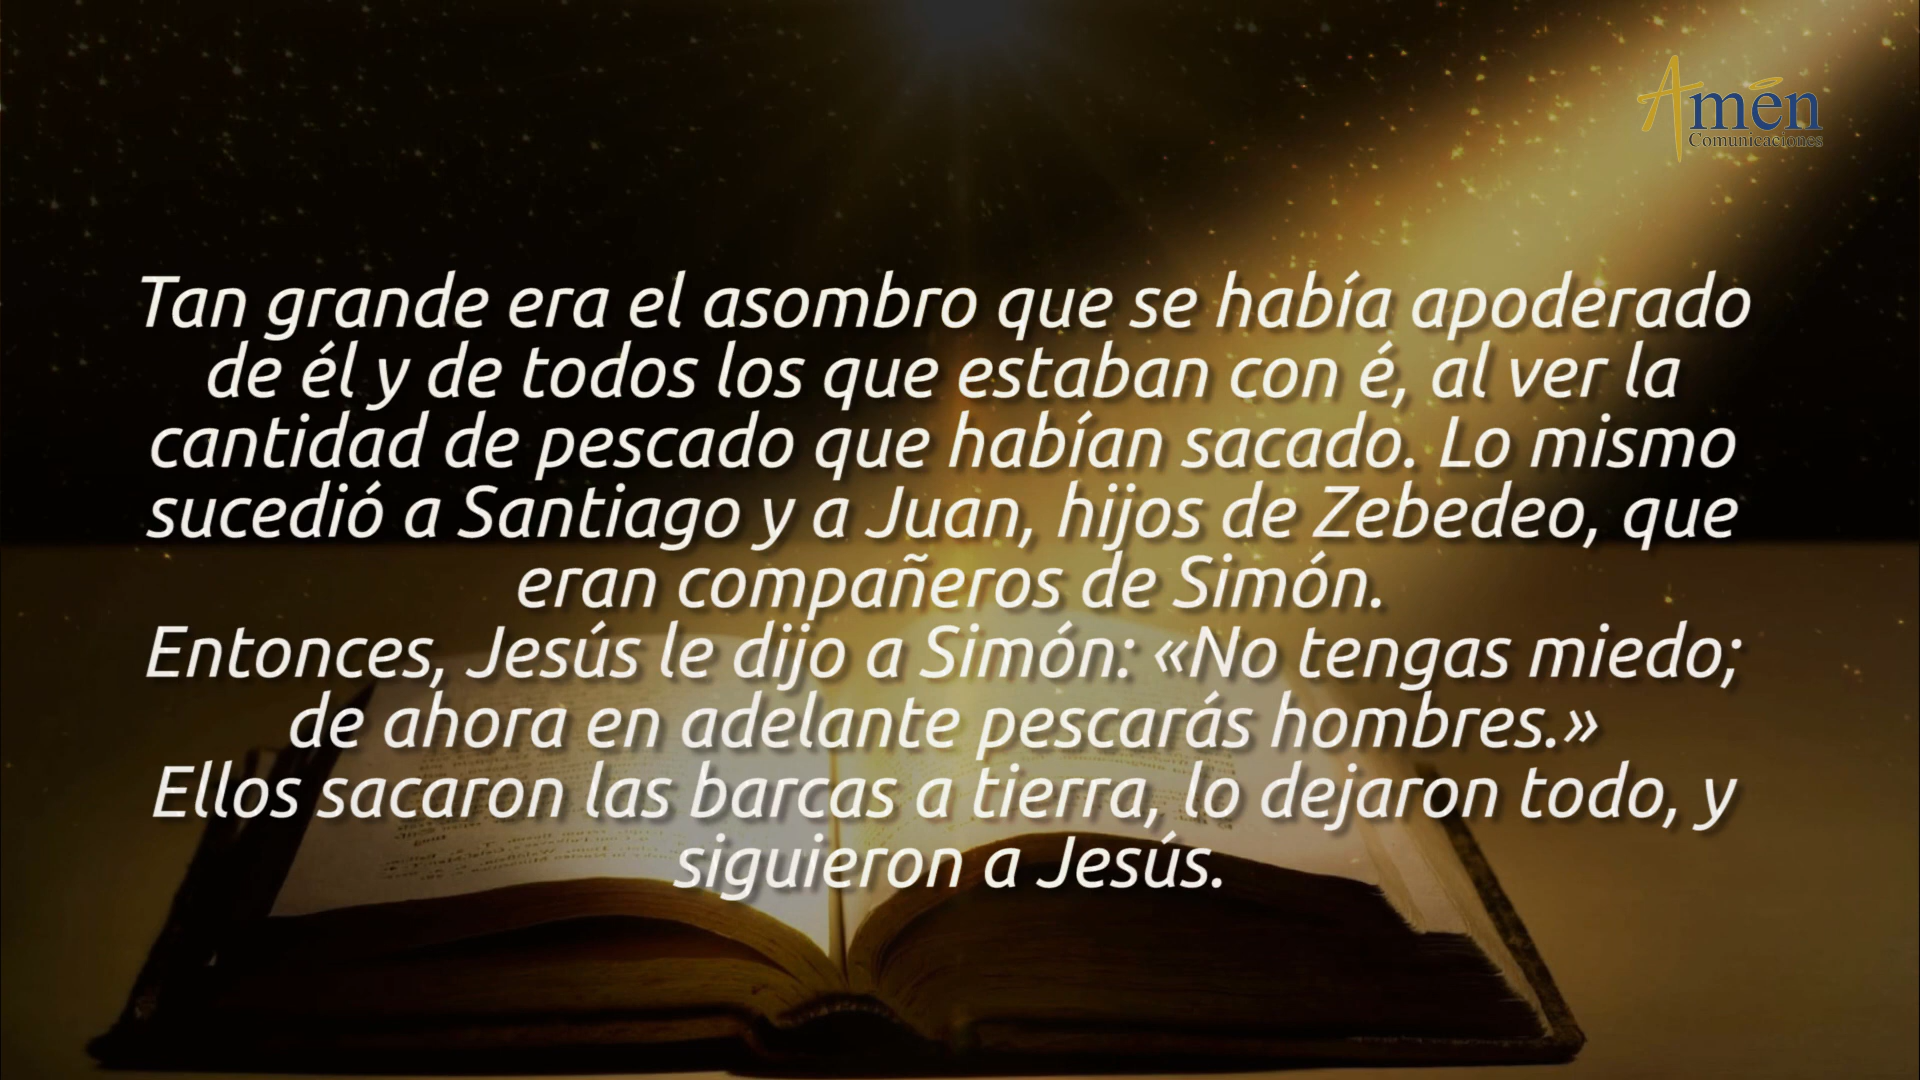 Amén
Comunicaciones
Tan grande era el asombro que se había apoderado
de él y de todos los que estaban con é, al ver la
cantidad de pescado que habían sacado. Lo mismo
sucedió a Santiago y a Juan, hijos de Zebedeo, que
eran compañeros de Simón.
Entonces, Jesús le dijo a Simón: «No tengas miedo;
de ahora en adelante pescarás hombres.»
Ellos sacaron las barcas a tierra, lo dejaron todo, y
siguieron a Jesús.